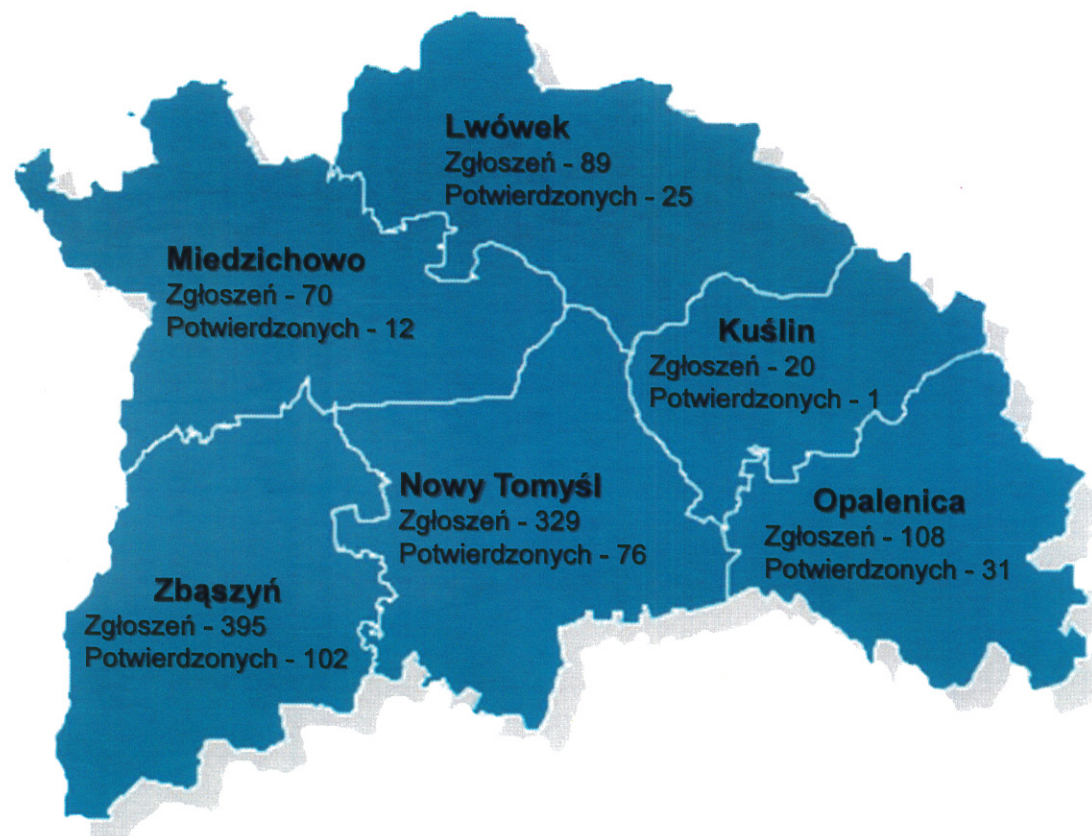 Lwówek
Zgłoszeń - 89
Potwierdzonych - 25
Miedzichowo
Zgłoszeń - 70
Potwierdzonych - 12
Kuślin
Zgłoszeń - 20
Potwierdzonych - 1
Nowy Tomyśl
Zgłoszeń - 329
Potwierdzonych - 76
Opalenica
Zgłoszeń - 108
Potwierdzonych - 31
Zbąszyń
Zgłoszeń - 395
Potwierdzonych - 102